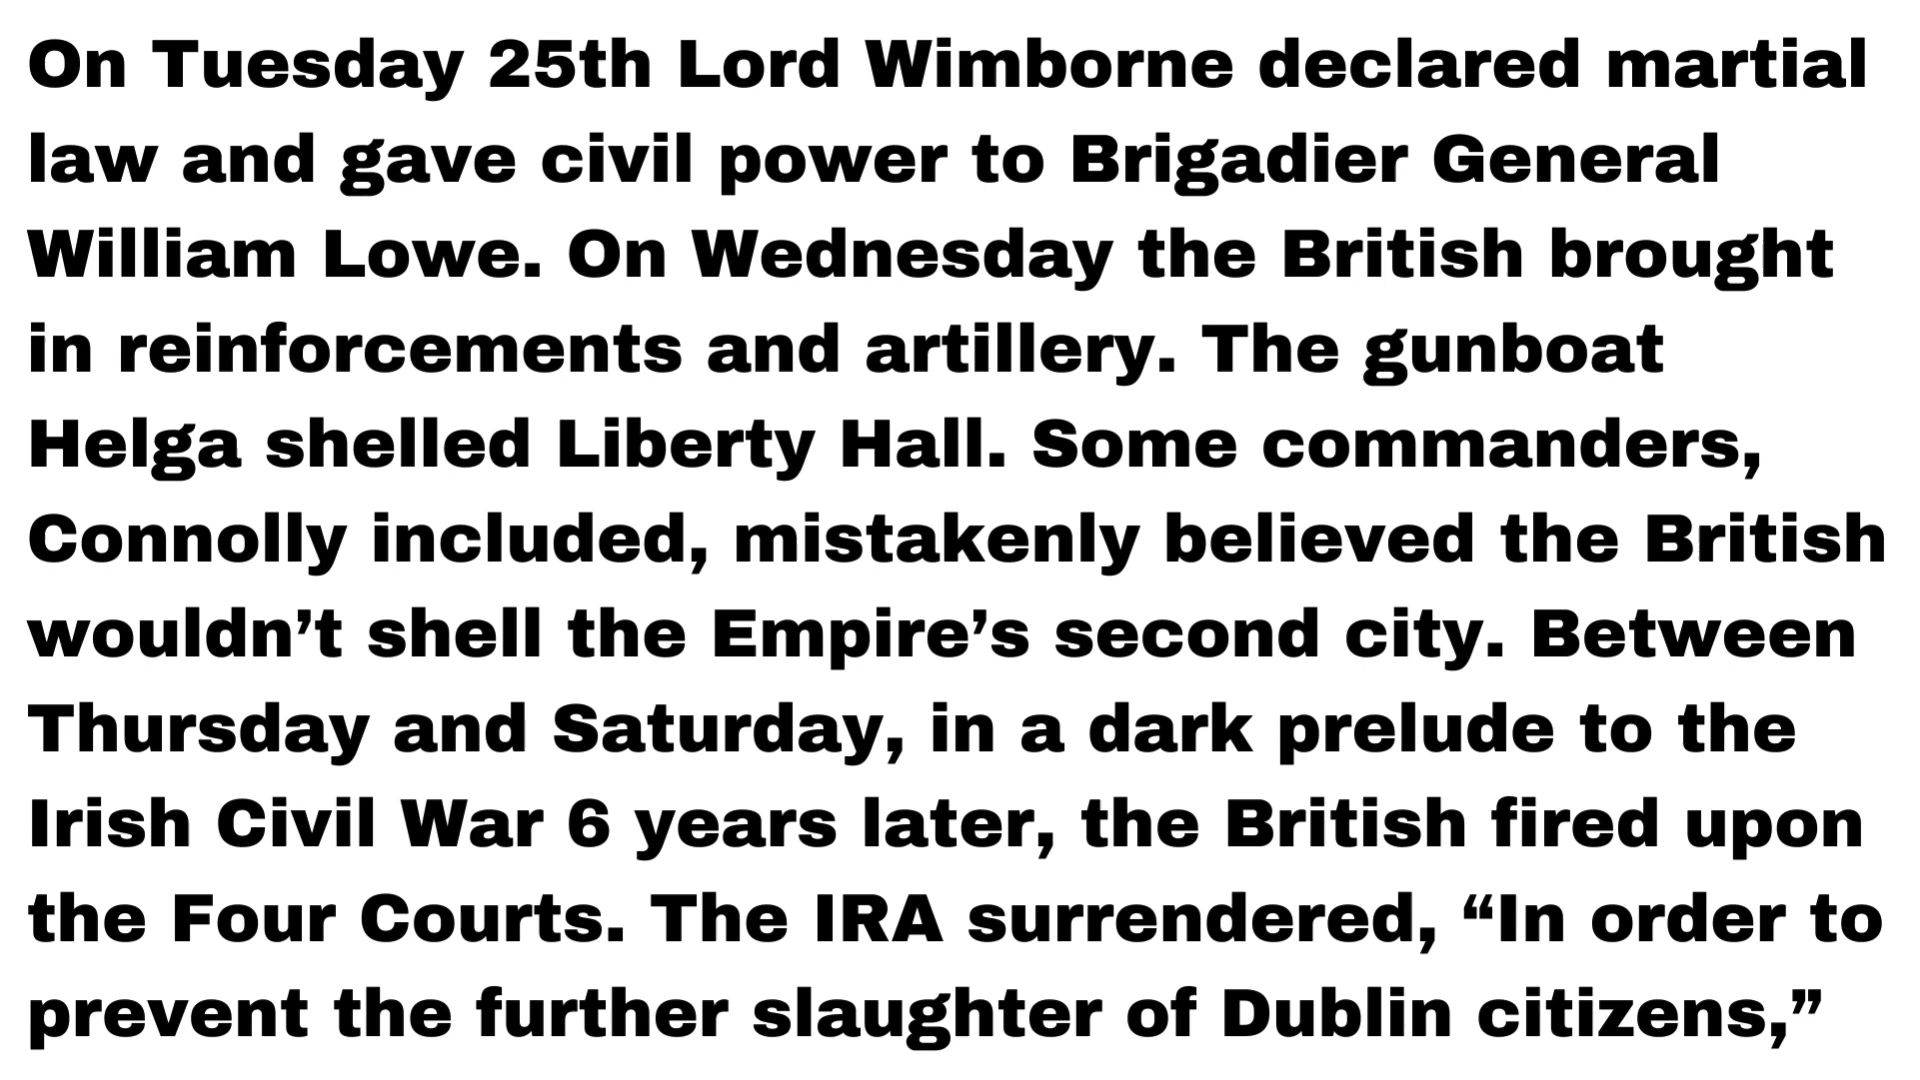 On Tuesday 25th Lord Wimborne declared martial
law and gave civil power to Brigadier General
William Lowe. On Wednesday the British brought
in reinforcements and artillery. The gunboat
Helga shelled Liberty Hall. Some commanders,
Connolly included, mistakenly believed the British
wouldn’t shell the Empire’s second city. Between
Thursday and Saturday, in a dark prelude to the
Irish Civil War 6 years later, the British fired upon
the Four Courts. The IRA surrendered, “In order to
prevent the further slaughter of Dublin citizens,”